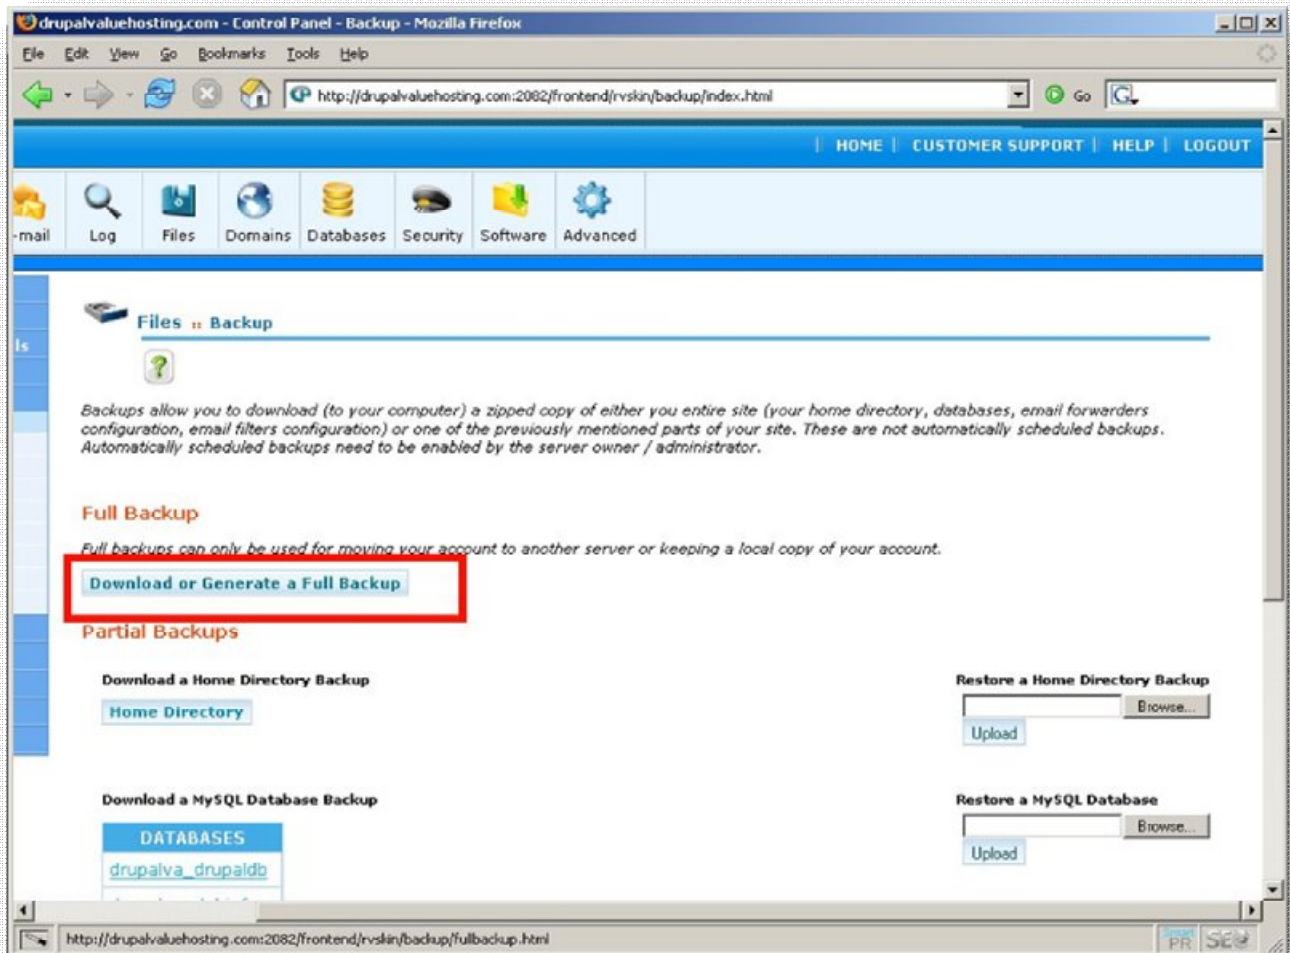 drupalvaluehosting.com - Control Panel - Backup - Mozilla Firefox
File Edit View Go Bookmarks Tools Help
http://drupalvaluehosting.com:2082/frontend/rvskin/backup/index.html Go G
| HOME | CUSTOMER SUPPORT | HELP | LOGOUT
-mail Log Files Domains Databases Security Software Advanced
Files :: Backup
ls
?
Backups allow you to download (to your computer) a zipped copy of either you entire site (your home directory, databases, email forwarders
configuration, email filters configuration) or one of the previously mentioned parts of your site. These are not automatically scheduled backups.
Automatically scheduled backups need to be enabled by the server owner / administrator.
Full Backup
Full backups can only be used for moving your account to another server or keeping a local copy of your account.
Download or Generate a Full Backup
Partial Backups
Download a Home Directory Backup Restore a Home Directory Backup
Home Directory Browse...
Upload
Download a MySQL Database Backup Restore a MySQL Database
DATABASES Browse...
drupalva_drupaldb Upload
http://drupalvaluehosting.com:2082/frontend/rvskin/backup/fullbackup.html Smart PR SEO